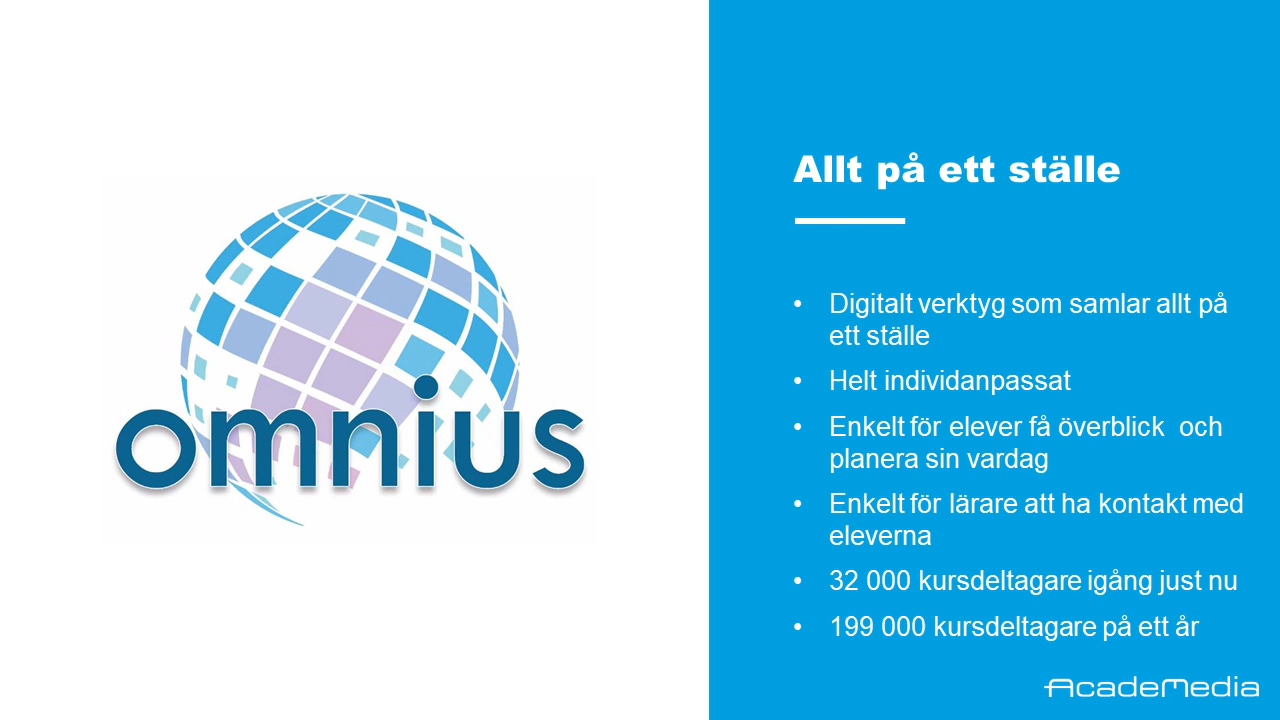 omnius
Allt på ett ställe
• Digitalt verktyg som samlar allt på
ett ställe
• Helt individanpassat
• Enkelt för elever få överblick  och
planera sin vardag
• Enkelt för lärare att ha kontakt med
eleverna
• 32 000 kursdeltagare igång just nu
• 199 000 kursdeltagare på ett år
AcadeMedia